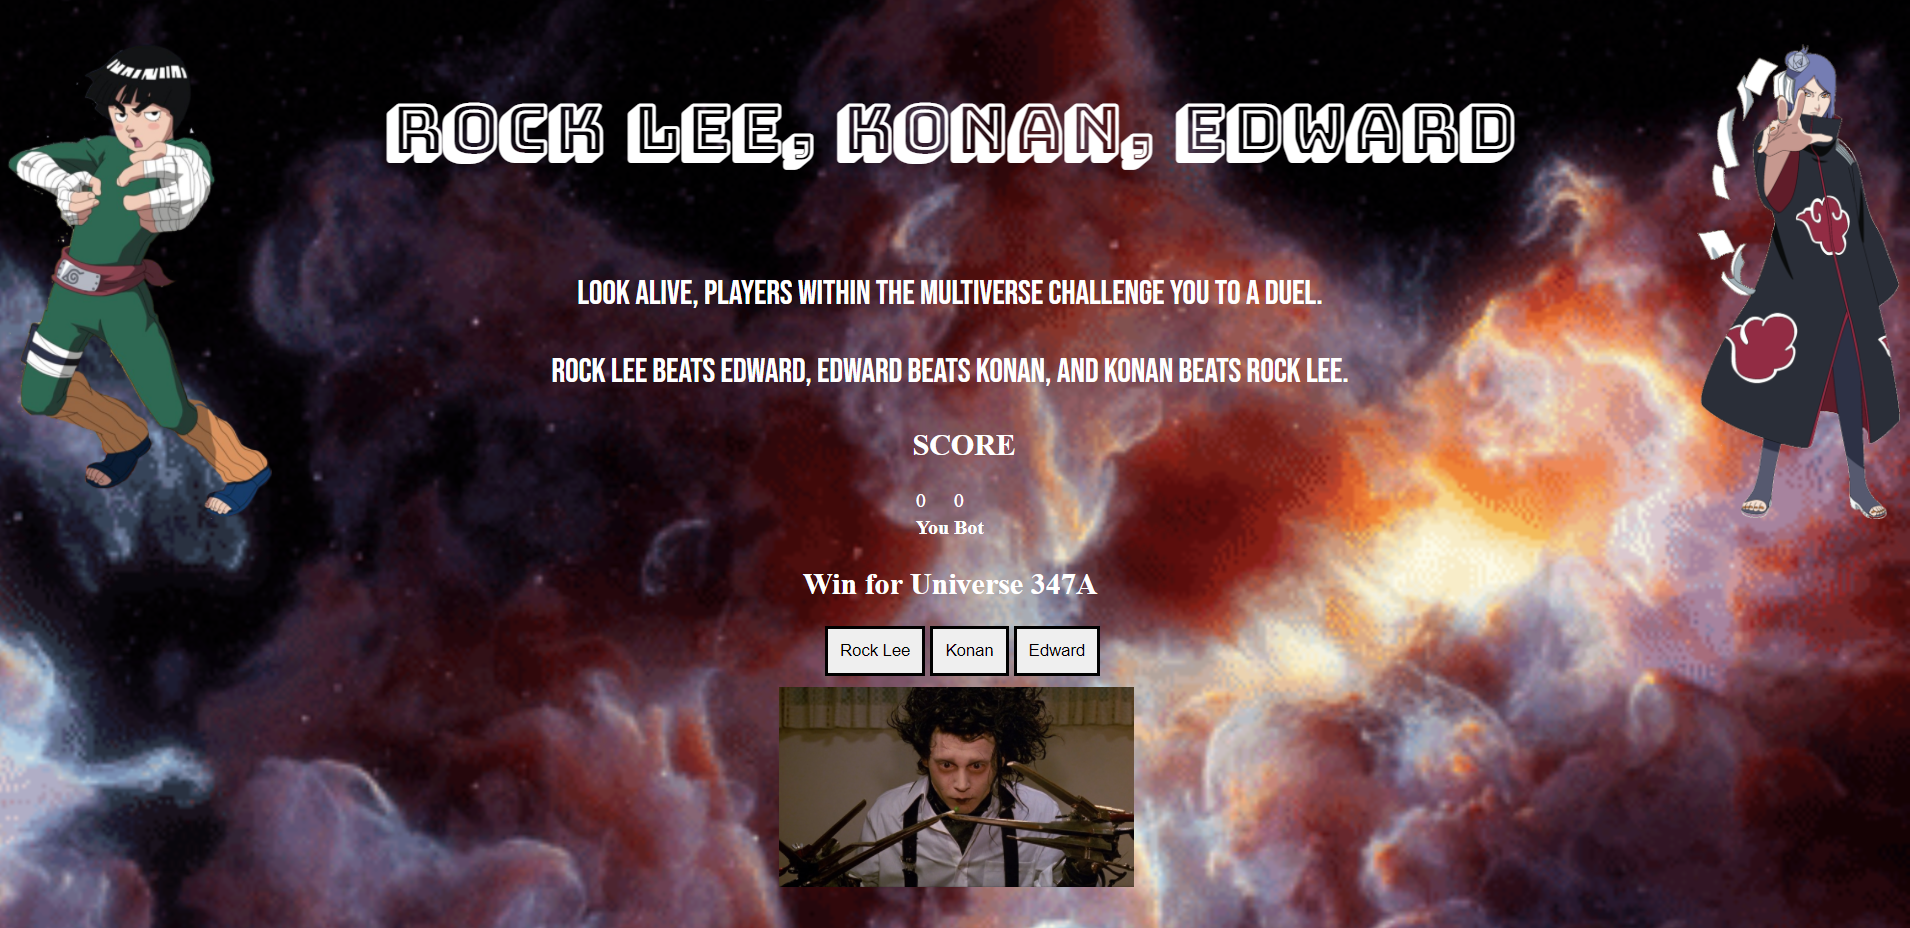 ROCK LEE, KONAN, EDWARD
LOOK ALIVE, PLAYERS WITHIN THE MULTIVERSE CHALLENGE YOU TO A DUEL.
ROCK LEE BEATS EDWARD, EDWARD BEATS KONAN, AND KONAN BEATS ROCK LEE.
SCORE
0 0
You Bot
Win for Universe 347A
Rock Lee Konan Edward